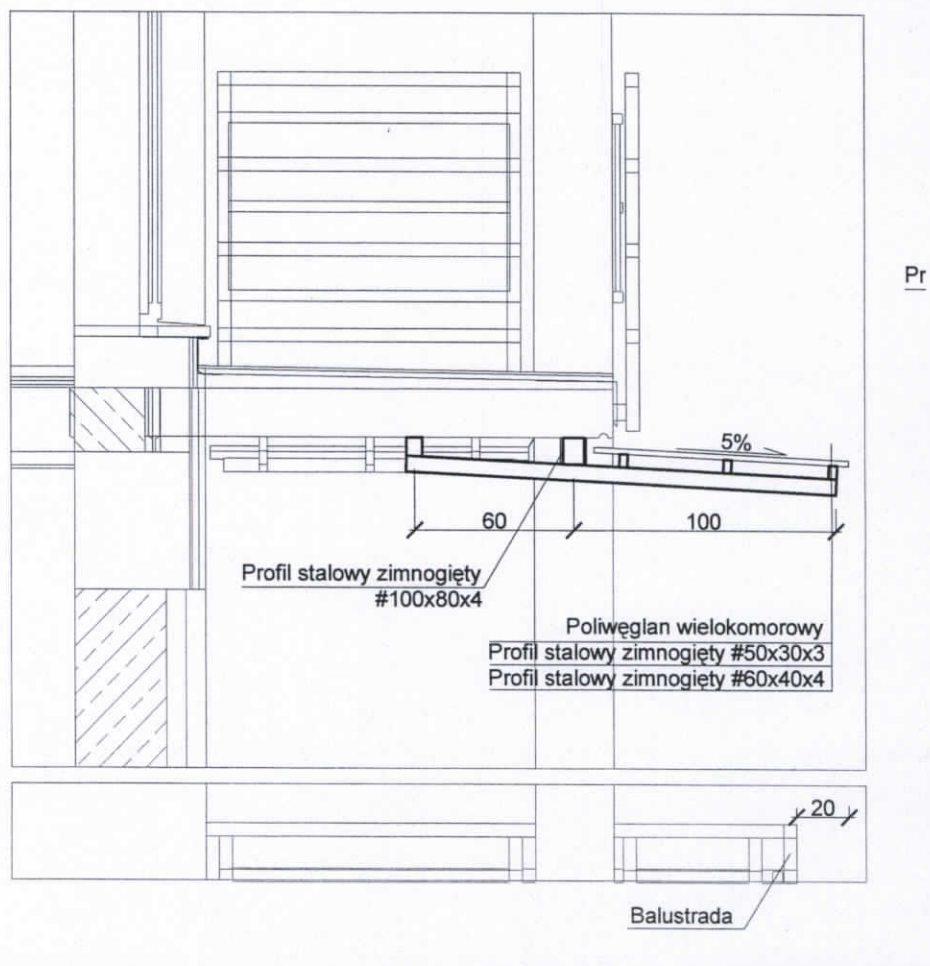 Pr
5%
60
100
Profil stalowy zimnogięty
#100x80x4
Poliwęglan wielokomorowy
Profil stalowy zimnogięty #50x30x3
Profil stalowy zimnogięty #60x40x4
20
Balustrada